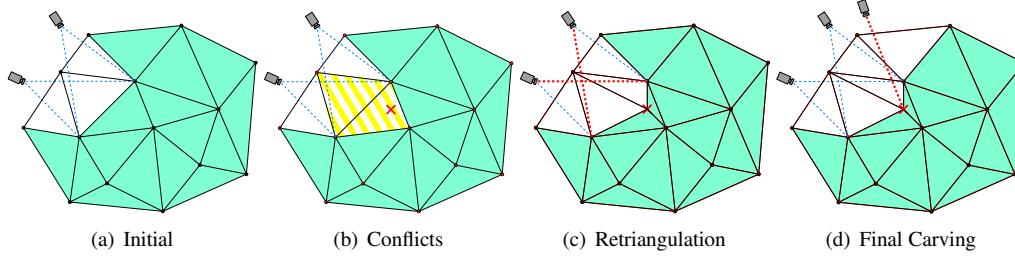 (a) Initial
(b) Conflicts
(c) Retriangulation
(d) Final Carving